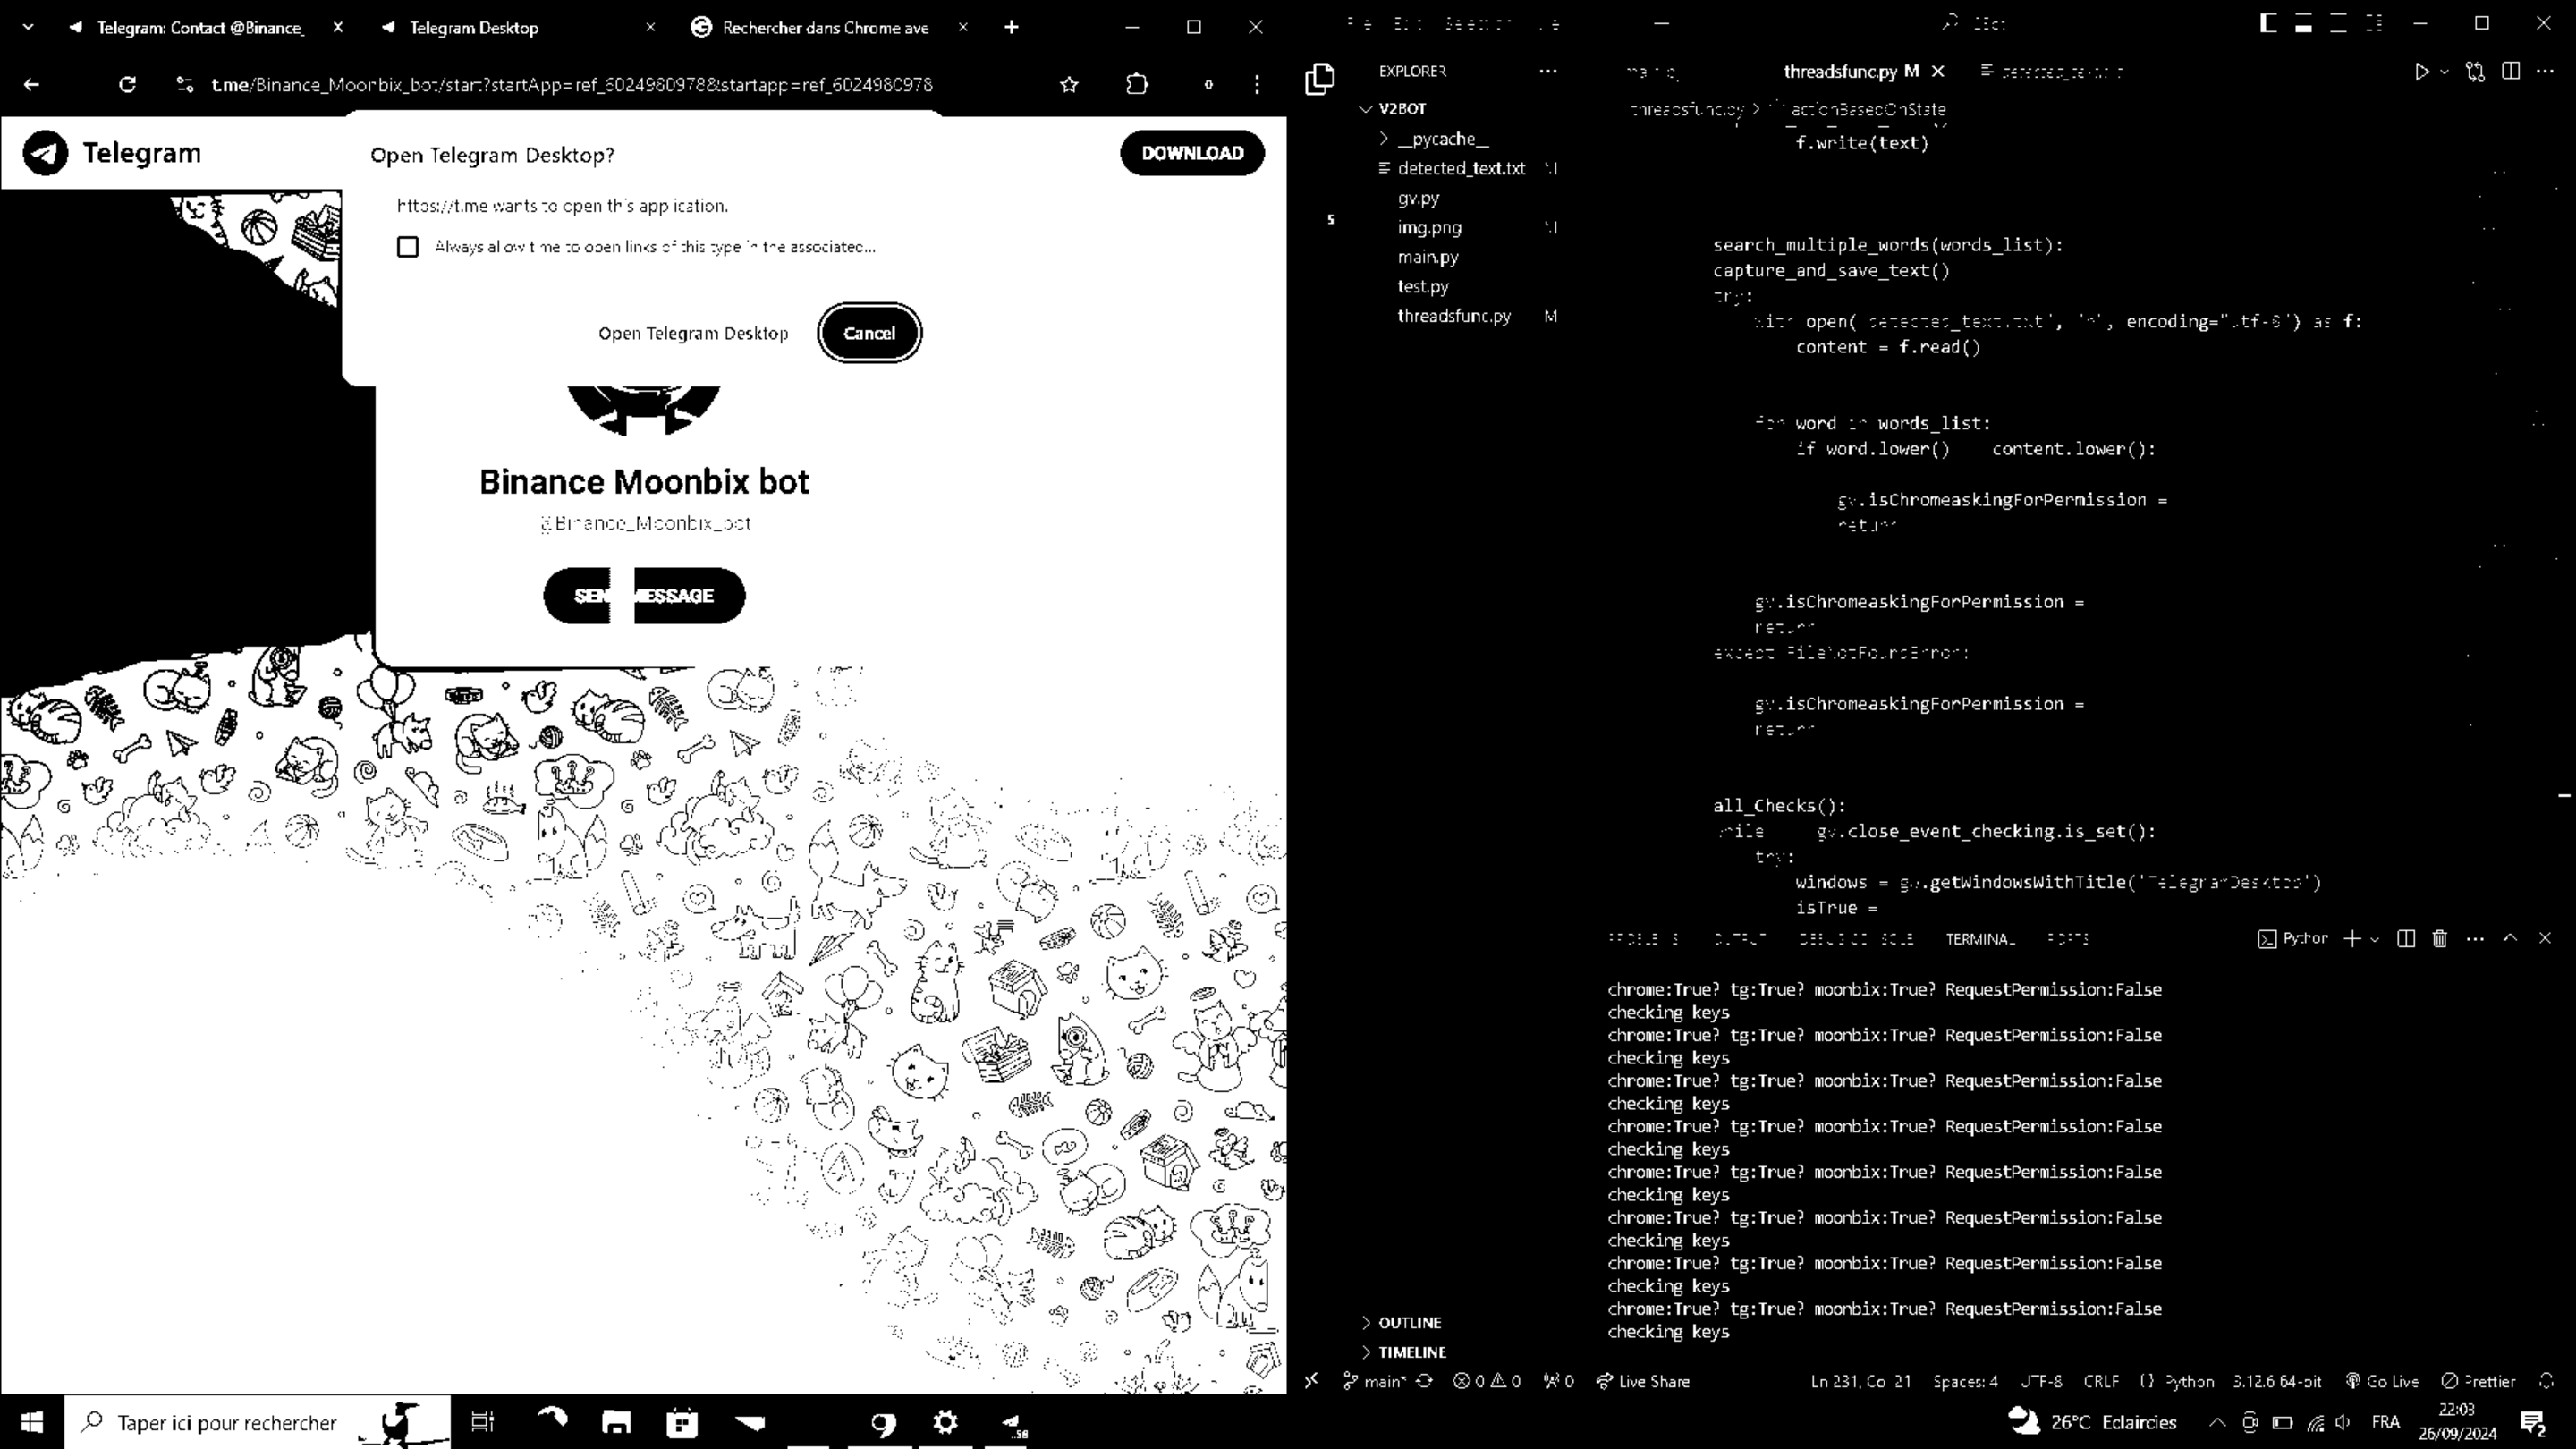 Telegram: Contact @Binance_
Telegram Desktop
Rechercher dans Chrome ave
t.me/Binance_Moonbix_bot/start?startApp=ref_6024980978&startapp=ref_6024980978
Telegram
DOWNLOAD
Open Telegram Desktop?
https://t.me wants to open this application.
Always allow t.me to open links of this type in the associated...
Open Telegram Desktop
Cancel
Binance Moonbix bot
@Binance_Moonbix_bot
SEN MESSAGE
File Edit Selection
EXPLORER
V2BOT
__pycache__
detected_text.txt M
gv.py
img.png M
main.py
test.py
threadsfunc.py M
5
OUTLINE
TIMELINE
main.py
threadsfunc.py M
detected_text.txt
threadsfunc.py > actionBasedOnState
f.write(text)
search_multiple_words(words_list):
capture_and_save_text()
try:
with open('detected_text.txt', 'r', encoding="utf-8") as f:
content = f.read()
for word in words_list:
if word.lower() content.lower():
gv.isChromeaskingForPermission =
return
gv.isChromeaskingForPermission =
return
except FileNotFoundError:
gv.isChromeaskingForPermission =
return
all_Checks():
while gv.close_event_checking.is_set():
try:
windows = gw.getWindowsWithTitle('TelegramDesktop')
isTrue =
PROBLEMS OUTPUT DEBUG CONSOLE TERMINAL PORTS
Python
chrome:True? tg:True? moonbix:True? RequestPermission:False
checking keys
chrome:True? tg:True? moonbix:True? RequestPermission:False
checking keys
chrome:True? tg:True? moonbix:True? RequestPermission:False
checking keys
chrome:True? tg:True? moonbix:True? RequestPermission:False
checking keys
chrome:True? tg:True? moonbix:True? RequestPermission:False
checking keys
chrome:True? tg:True? moonbix:True? RequestPermission:False
checking keys
chrome:True? tg:True? moonbix:True? RequestPermission:False
checking keys
chrome:True? tg:True? moonbix:True? RequestPermission:False
checking keys
main* 0 0 0 Live Share Ln 231, Col 21 Spaces: 4 UTF-8 CRLF {} Python 3.12.6 64-bit Go Live Prettier
Taper ici pour rechercher
26°C Eclaircies
FRA
22:03
26/09/2024
2